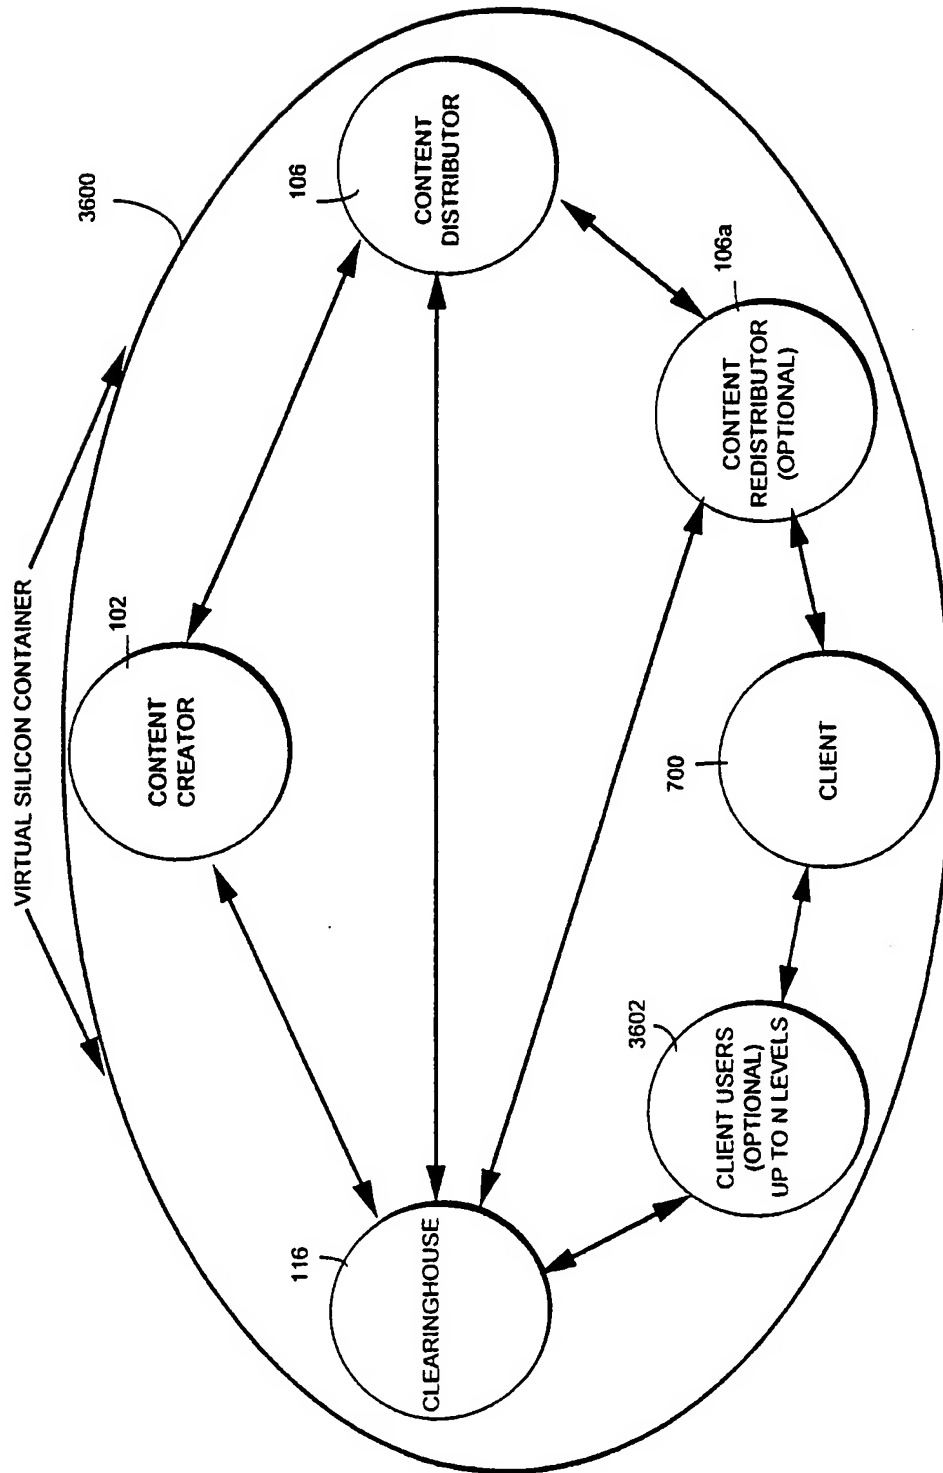 VIRTUAL SILICON CONTAINER
3600
102
CONTENT
CREATOR
106
CONTENT
DISTRIBUTOR
116
CLEARINGHOUSE
106a
CONTENT
REDISTRIBUTOR
(OPTIONAL)
3602
CLIENT USERS
(OPTIONAL)
UP TO N LEVELS
700
CLIENT